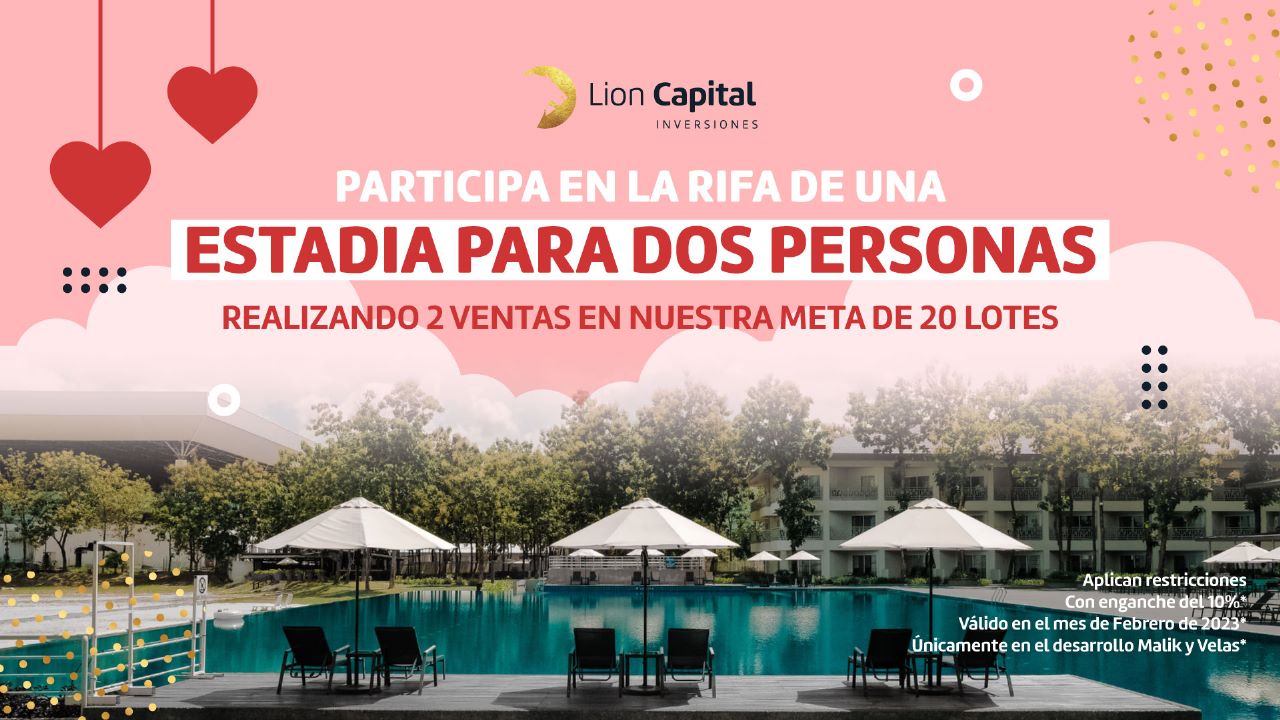 Lion Capital
INVERSIONES
PARTICIPA EN LA RIFA DE UNA
ESTADIA PARA DOS PERSONAS
REALIZANDO 2 VENTAS EN NUESTRA META DE 20 LOTES
Aplican restricciones
Con enganche del 10%*
Válido en el mes de Febrero de 2023*
Únicamente en el desarrollo Malik y Velas*